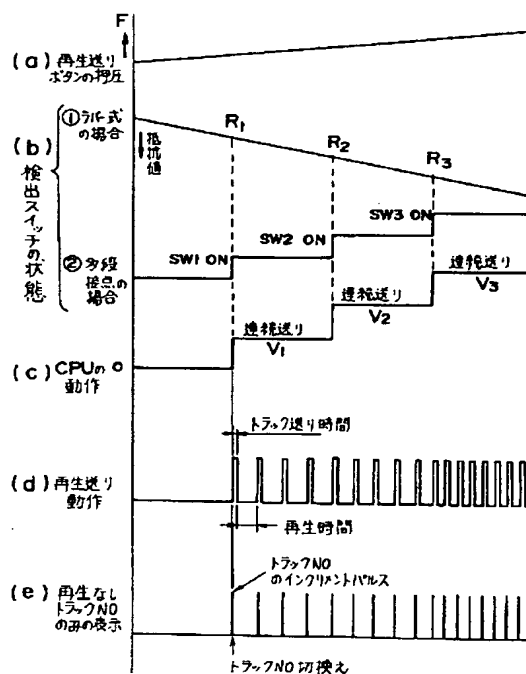 F
(a) 再生送り
ボタンの押圧
(b)
検出スイッチの状態
①ラバー式
の場合
抵抗値
R1
R2
R3
②多段
接点の
場合
SW1 ON
SW2 ON
SW3 ON
連続送り
V1
連続送り
V2
連続送り
V3
(c) CPUの
動作
O
トラック送り時間
(d) 再生送り
動作
再生時間
トラックNO
のインクリメントパルス
(e) 再生なし
トラックNO
のみの表示
トラックNO切換え